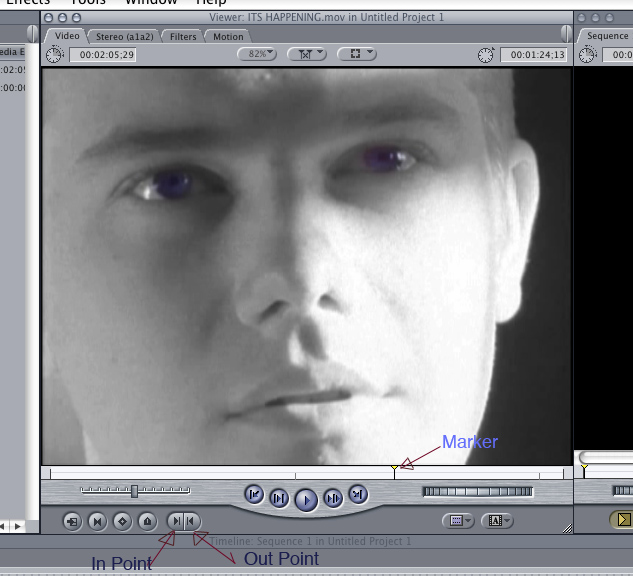 Effects Tools Window Help
Viewer: ITS HAPPENING.mov in Untitled Project 1
Video Stereo (a1a2) Filters Motion
Sequence
edia E
00:02:05;29 82% 00:01:24;13
:02:05
:00:00
Marker
Timeline: Sequence 1 in Untitled Project 1
In Point Out Point